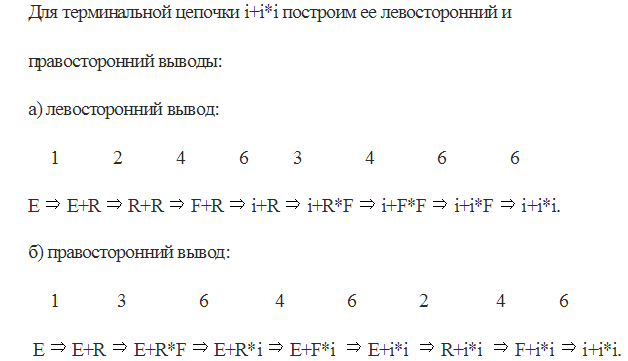 Для терминальной цепочки i+i*i построим ее левосторонний и
правосторонний выводы:
а) левосторонний вывод:
1 2 4 6 3 4 6 6
E ⇒ E+R ⇒ R+R ⇒ F+R ⇒ i+R ⇒ i+R*F ⇒ i+F*F ⇒ i+i*F ⇒ i+i*i.
б) правосторонний вывод:
1 3 6 4 6 2 4 6
E ⇒ E+R ⇒ E+R*F ⇒ E+R*i ⇒ E+F*i ⇒ E+i*i ⇒ R+i*i ⇒ F+i*i ⇒ i+i*i.